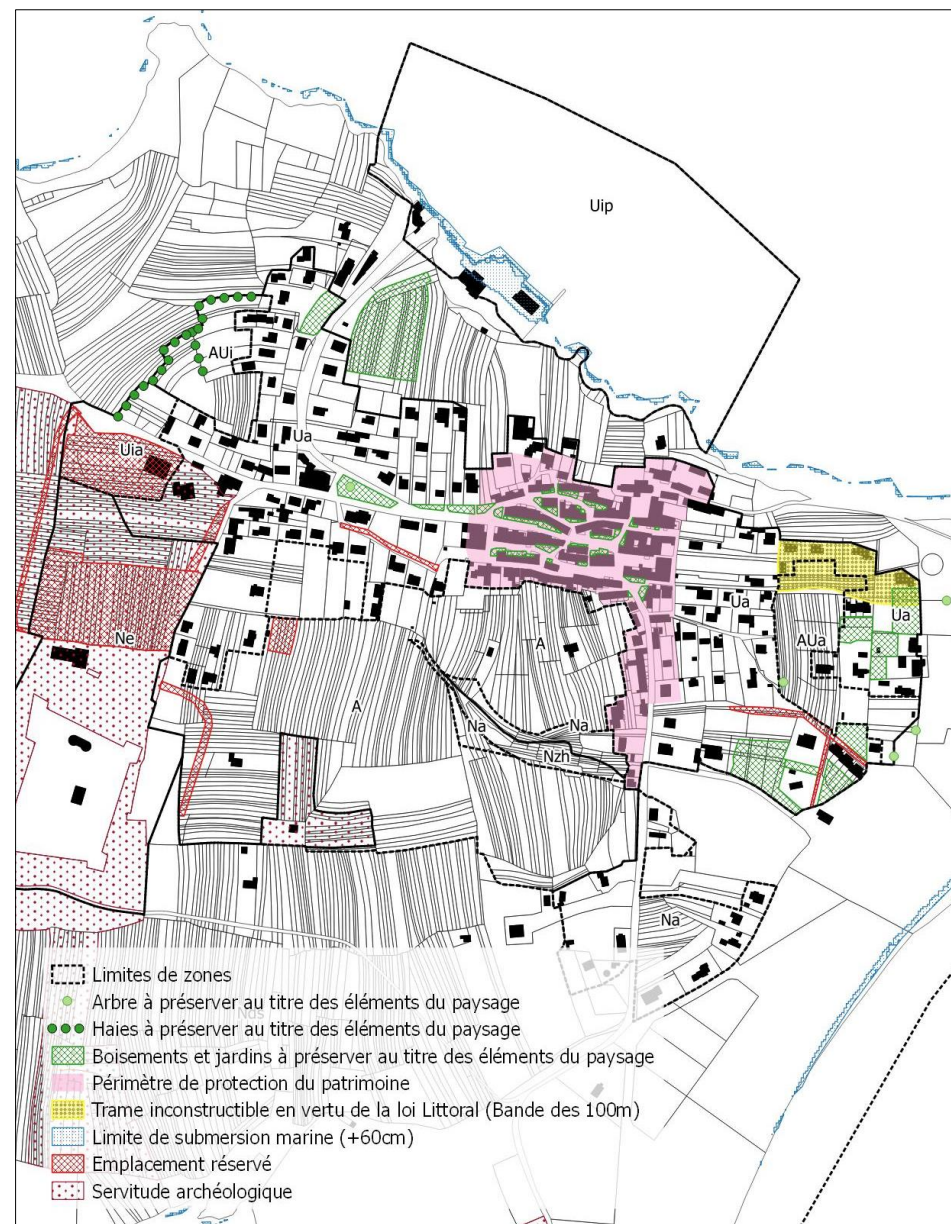 Uip
AUi
Ua
Uia
Ua
Ua
AUa
Ne
A
A
Na
Na
Nzh
Na
Nds
Limites de zones
Arbre à préserver au titre des éléments du paysage
Haies à préserver au titre des éléments du paysage
Boisements et jardins à préserver au titre des éléments du paysage
Périmètre de protection du patrimoine
Trame inconstructible en vertu de la loi Littoral (Bande des 100m)
Limite de submersion marine (+60cm)
Emplacement réservé
Servitude archéologique